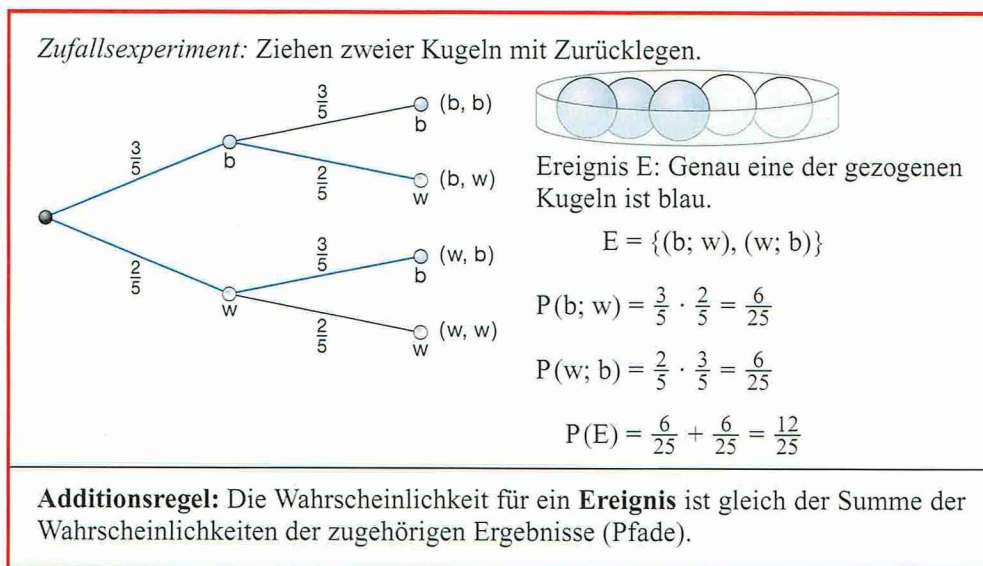 Zufallsexperiment: Ziehen zweier Kugeln mit Zurücklegen.
3/5
b
(b, b)
3/5
b
2/5
w
(b, w)
2/5
w
3/5
b
(w, b)
2/5
w
(w, w)
Ereignis E: Genau eine der gezogenen
Kugeln ist blau.
E = {(b; w), (w; b)}
P(b; w) = 3/5 · 2/5 = 6/25
P(w; b) = 2/5 · 3/5 = 6/25
P(E) = 6/25 + 6/25 = 12/25
Additionsregel: Die Wahrscheinlichkeit für ein Ereignis ist gleich der Summe der
Wahrscheinlichkeiten der zugehörigen Ergebnisse (Pfade).